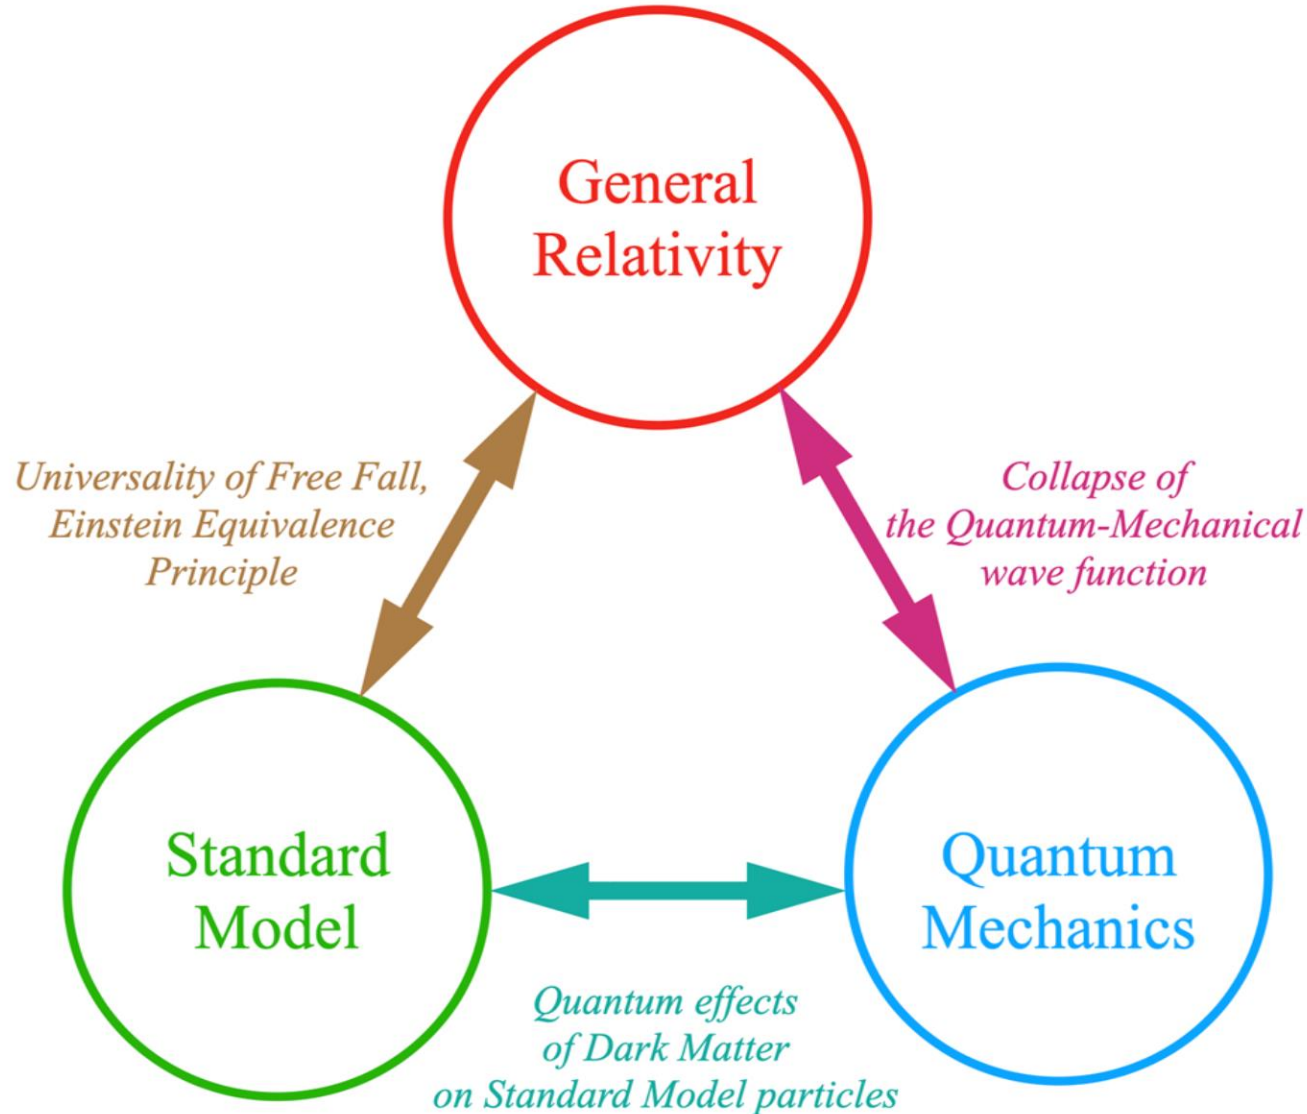 General
Relativity
Universality of Free Fall,
Einstein Equivalence
Principle
Collapse of
the Quantum-Mechanical
wave function
Standard
Model
Quantum
Mechanics
Quantum effects
of Dark Matter
on Standard Model particles